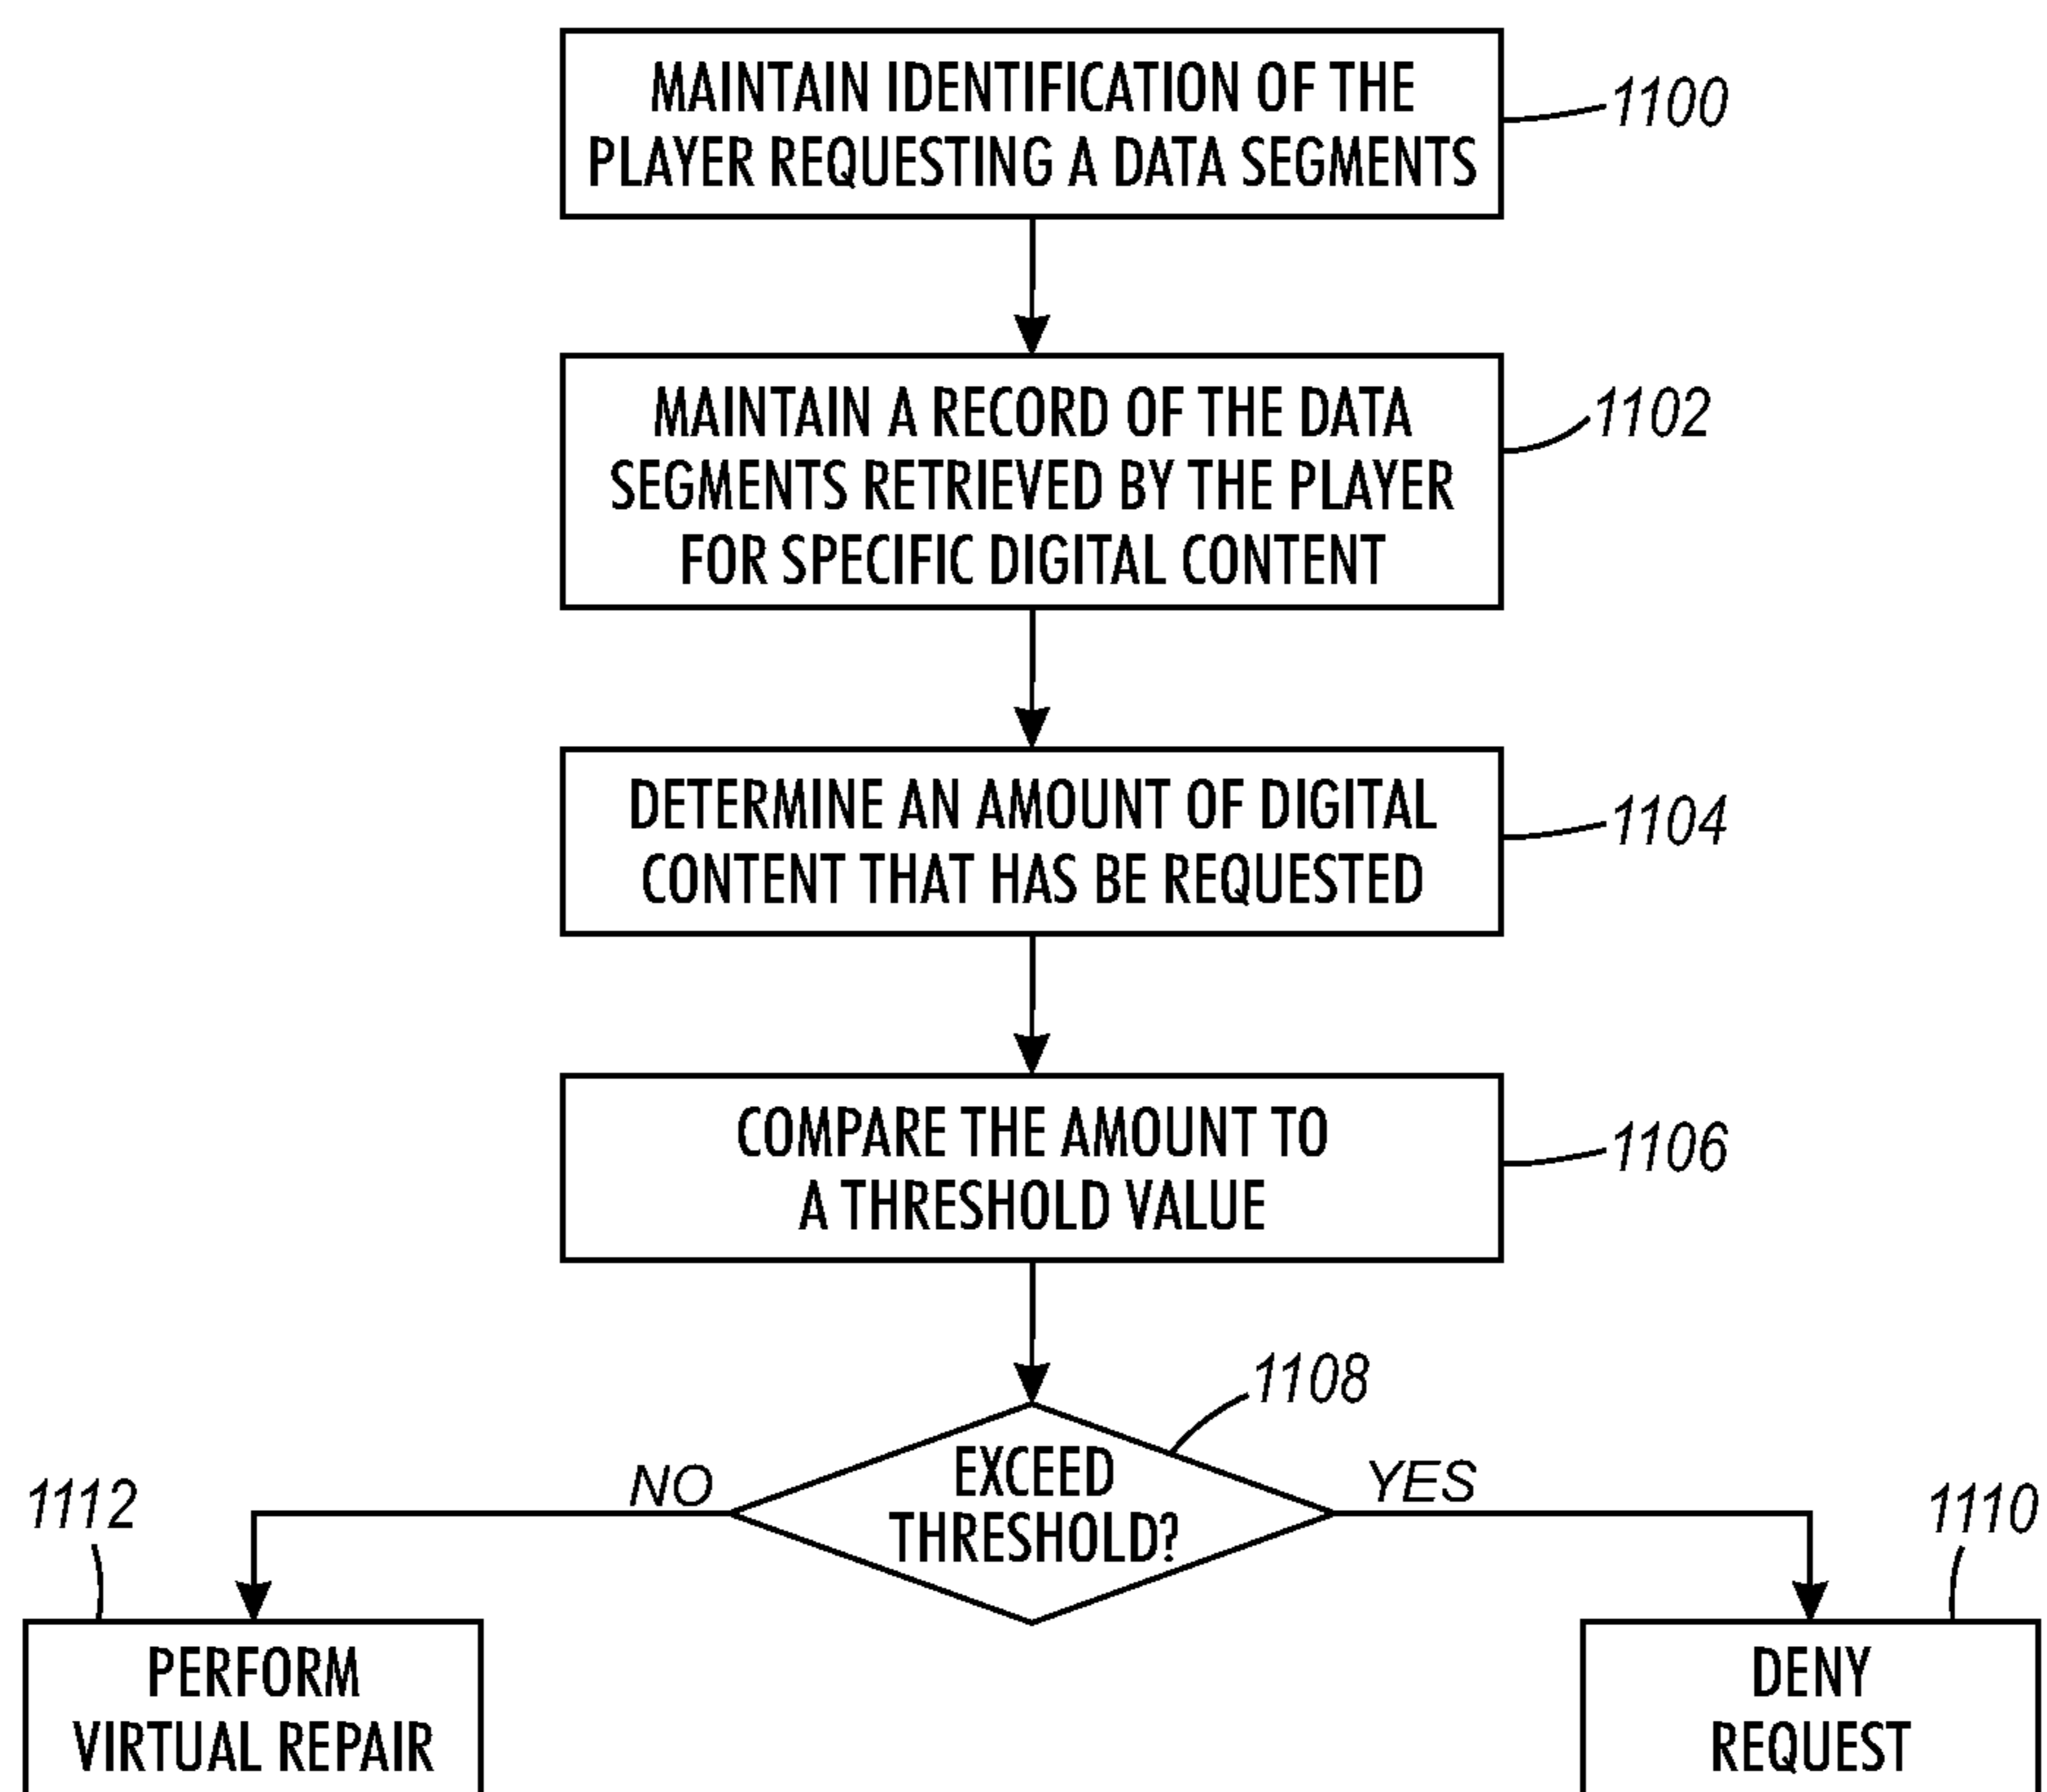 MAINTAIN IDENTIFICATION OF THE
PLAYER REQUESTING A DATA SEGMENTS
1100
MAINTAIN A RECORD OF THE DATA
SEGMENTS RETRIEVED BY THE PLAYER
FOR SPECIFIC DIGITAL CONTENT
1102
DETERMINE AN AMOUNT OF DIGITAL
CONTENT THAT HAS BE REQUESTED
1104
COMPARE THE AMOUNT TO
A THRESHOLD VALUE
1106
1108
EXCEED
THRESHOLD?
NO
YES
1112
1110
PERFORM
VIRTUAL REPAIR
DENY
REQUEST